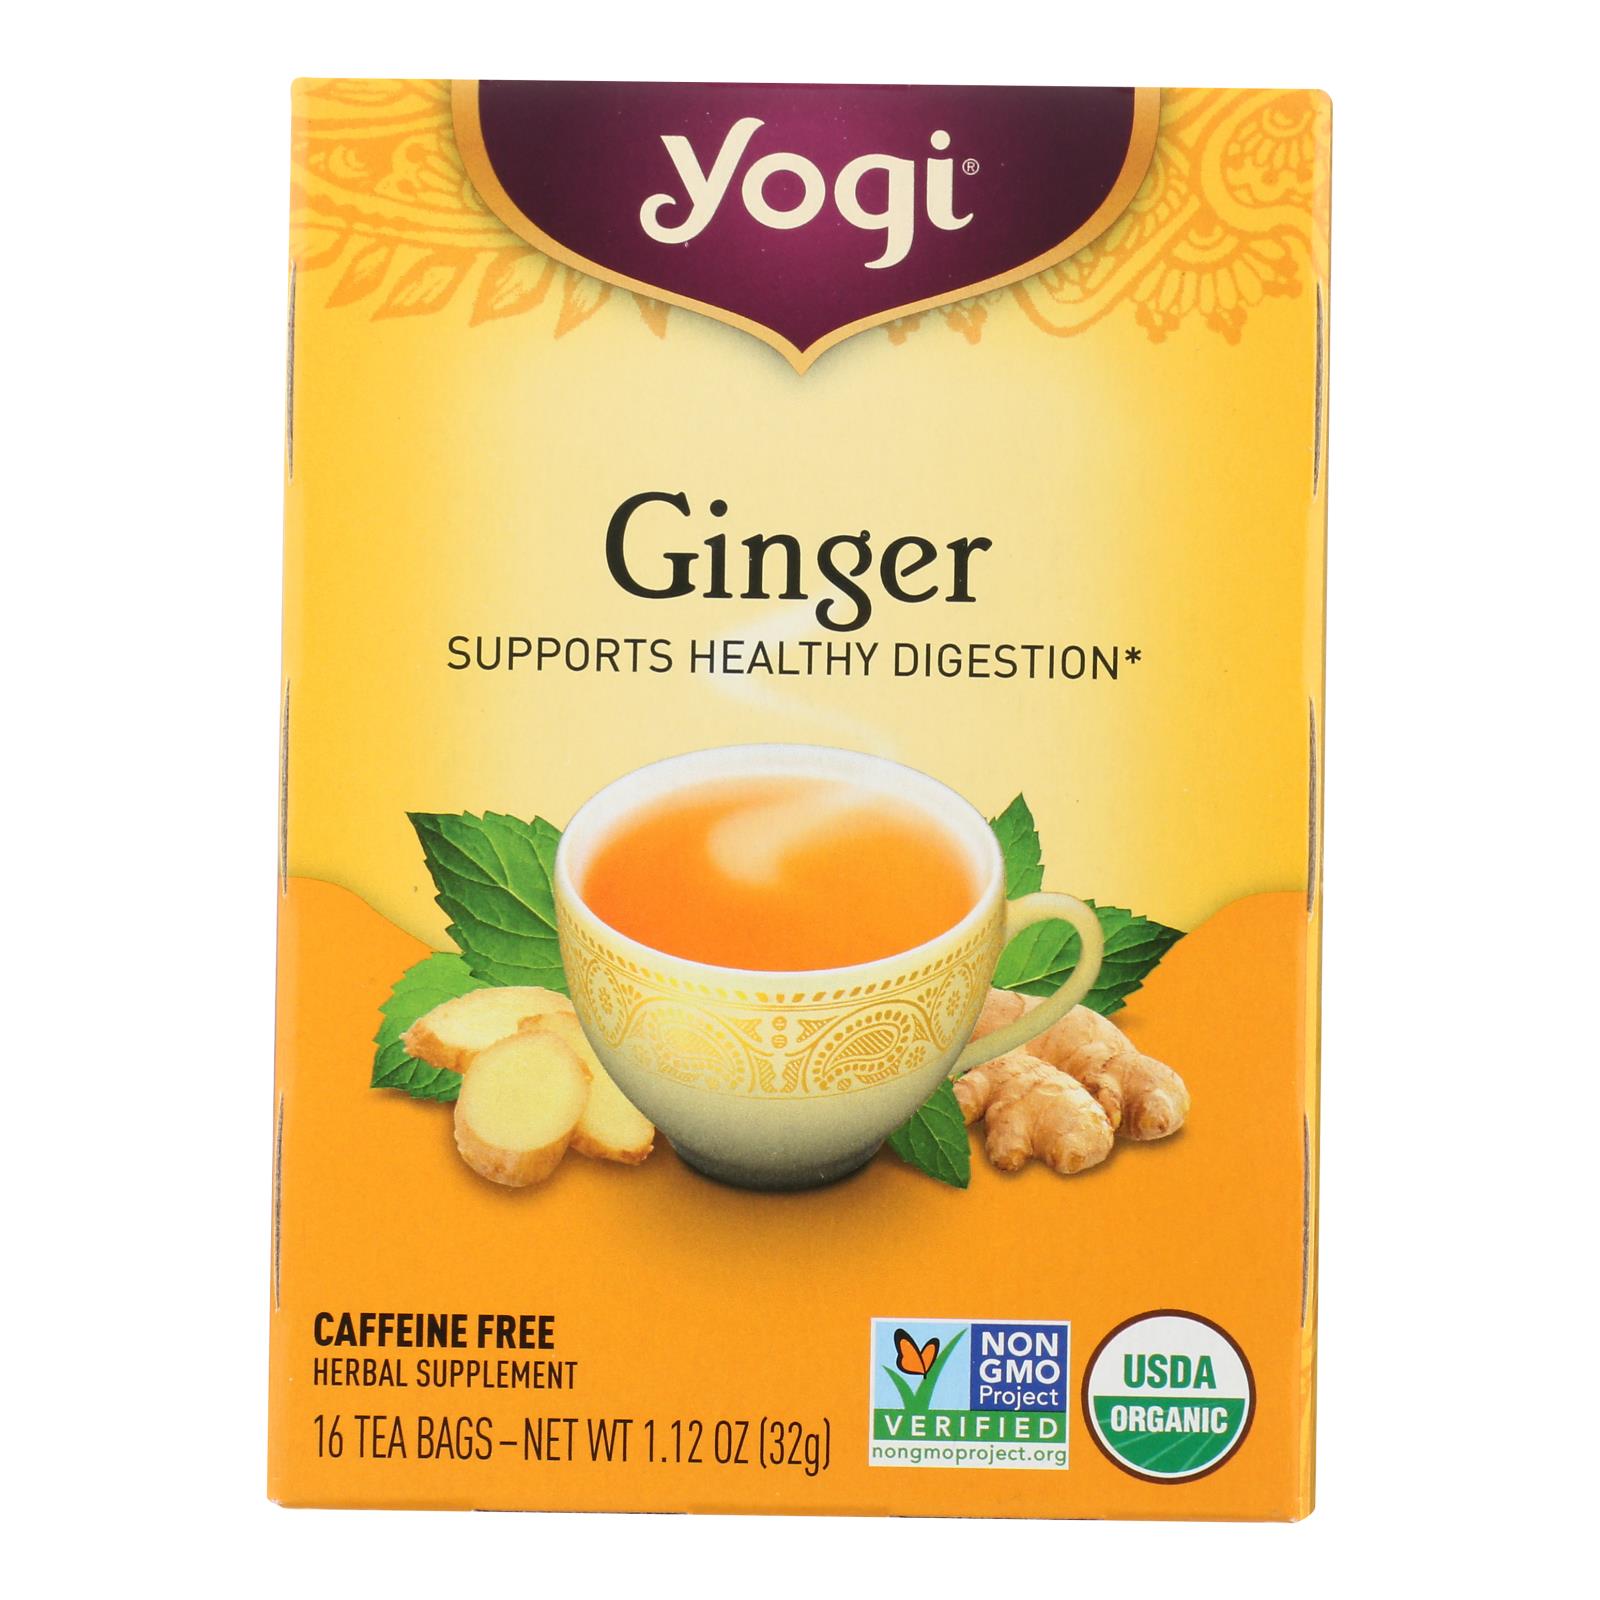 yogi®
Ginger
SUPPORTS HEALTHY DIGESTION*
CAFFEINE FREE
HERBAL SUPPLEMENT
16 TEA BAGS – NET WT 1.12 OZ (32g)
NON
GMO
Project
VERIFIED
nongmoproject.org
USDA
ORGANIC